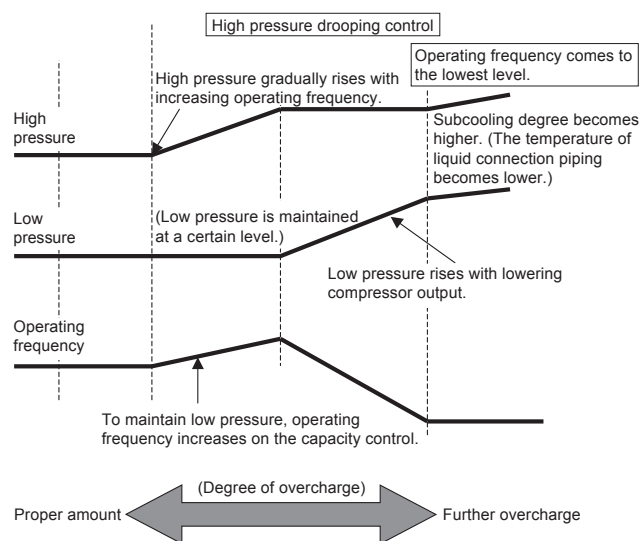 High pressure drooping control
Operating frequency comes to
the lowest level.
High pressure gradually rises with
increasing operating frequency.
High
pressure
Subcooling degree becomes
higher. (The temperature of
liquid connection piping
becomes lower.)
Low
pressure
(Low pressure is maintained
at a certain level.)
Low pressure rises with lowering
compressor output.
Operating
frequency
To maintain low pressure, operating
frequency increases on the capacity control.
(Degree of overcharge)
Proper amount
Further overcharge